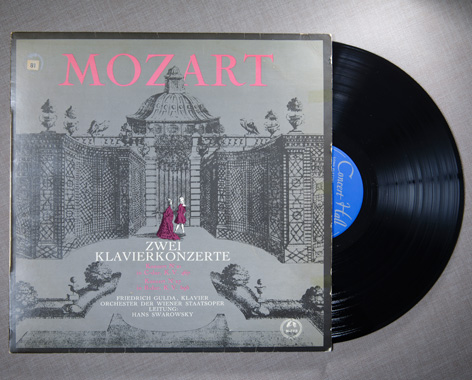 MOZART
ZWEI
KLAVIERKONZERTE
FRIEDRICH GULDA, KLAVIER
ORCHESTER DER WIENER STAATSOPER
LEITUNG:
HANS SWAROWSKY
Concert Hall